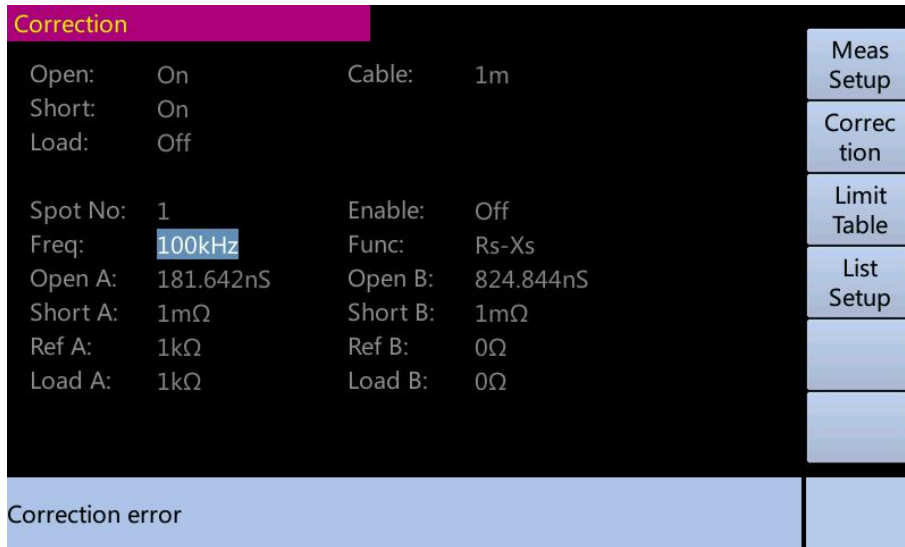 Correction
Open: On Cable: 1m
Short: On
Load: Off
Spot No: 1 Enable: Off
Freq: 100kHz Func: Rs-Xs
Open A: 181.642nS Open B: 824.844nS
Short A: 1mΩ Short B: 1mΩ
Ref A: 1kΩ Ref B: 0Ω
Load A: 1kΩ Load B: 0Ω
Meas
Setup
Correc
tion
Limit
Table
List
Setup
Correction error